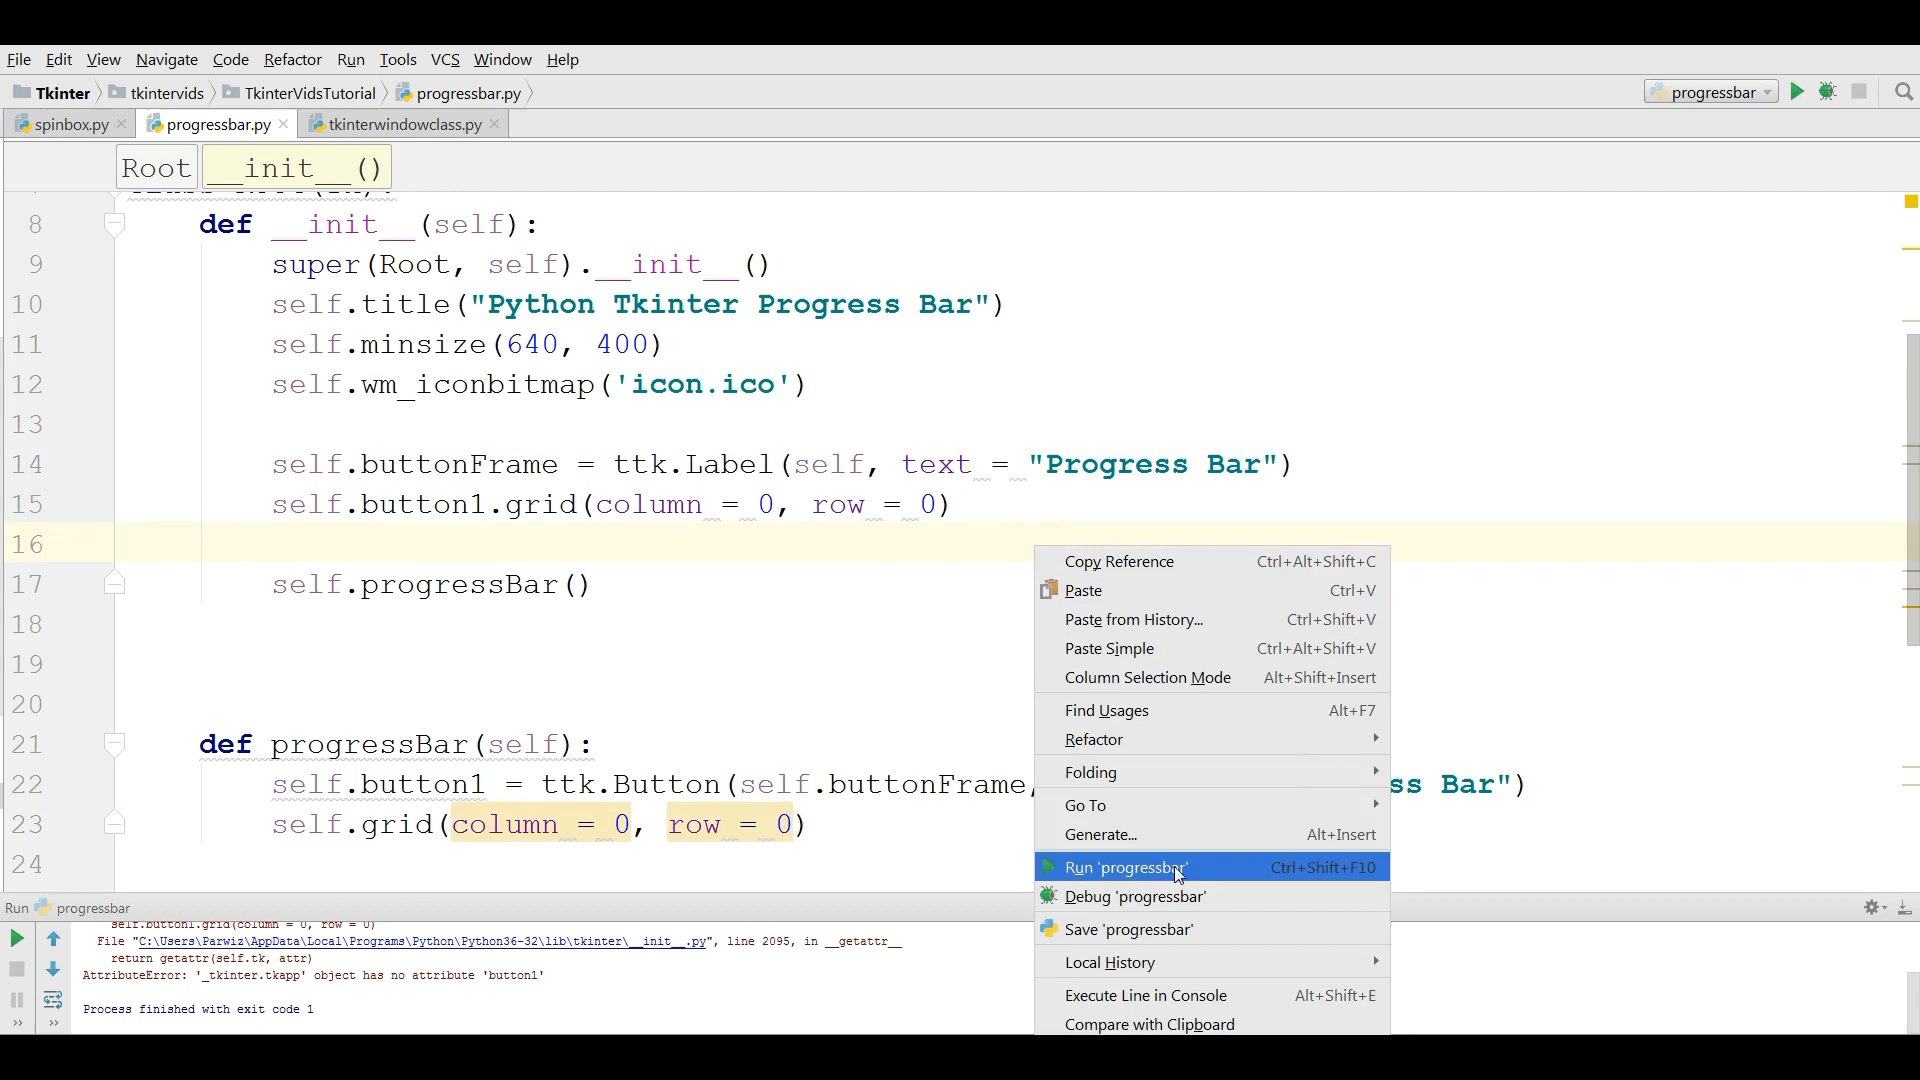 File Edit View Navigate Code Refactor Run Tools VCS Window Help
Tkinter tkintervids TkinterVidsTutorial progressbar.py progressbar
spinbox.py progressbar.py tkinterwindowclass.py
Root __init__()
8 def __init__(self):
9 super(Root, self).__init__()
10 self.title("Python Tkinter Progress Bar")
11 self.minsize(640, 400)
12 self.wm_iconbitmap('icon.ico')
13
14 self.buttonFrame = ttk.Label(self, text = "Progress Bar")
15 self.button1.grid(column = 0, row = 0)
16
17 self.progressBar()
18
19
20
21 def progressBar(self):
22 self.button1 = ttk.Button(self.buttonFrame, ss Bar")
23 self.grid(column = 0, row = 0)
24
Copy Reference Ctrl+Alt+Shift+C
Paste Ctrl+V
Paste from History... Ctrl+Shift+V
Paste Simple Ctrl+Alt+Shift+V
Column Selection Mode Alt+Shift+Insert
Find Usages Alt+F7
Refactor
Folding
Go To
Generate... Alt+Insert
Run 'progressbar' Ctrl+Shift+F10
Debug 'progressbar'
Save 'progressbar'
Local History
Execute Line in Console Alt+Shift+E
Compare with Clipboard
Run progressbar
self.button1.grid(column = 0, row = 0)
File "C:\Users\Parwiz\AppData\Local\Programs\Python\Python36-32\lib\tkinter\__init__.py", line 2095, in __getattr__
return getattr(self.tk, attr)
AttributeError: '_tkinter.tkapp' object has no attribute 'button1'
Process finished with exit code 1